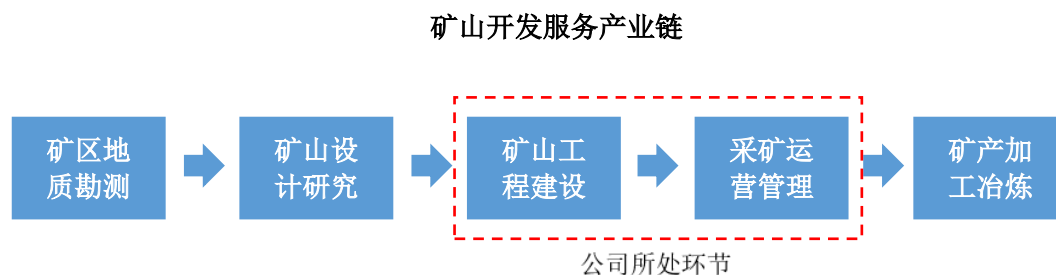 矿山开发服务产业链
矿区地
质勘测
矿山设
计研究
矿山工
程建设
采矿运
营管理
矿产加
工冶炼
公司所处环节